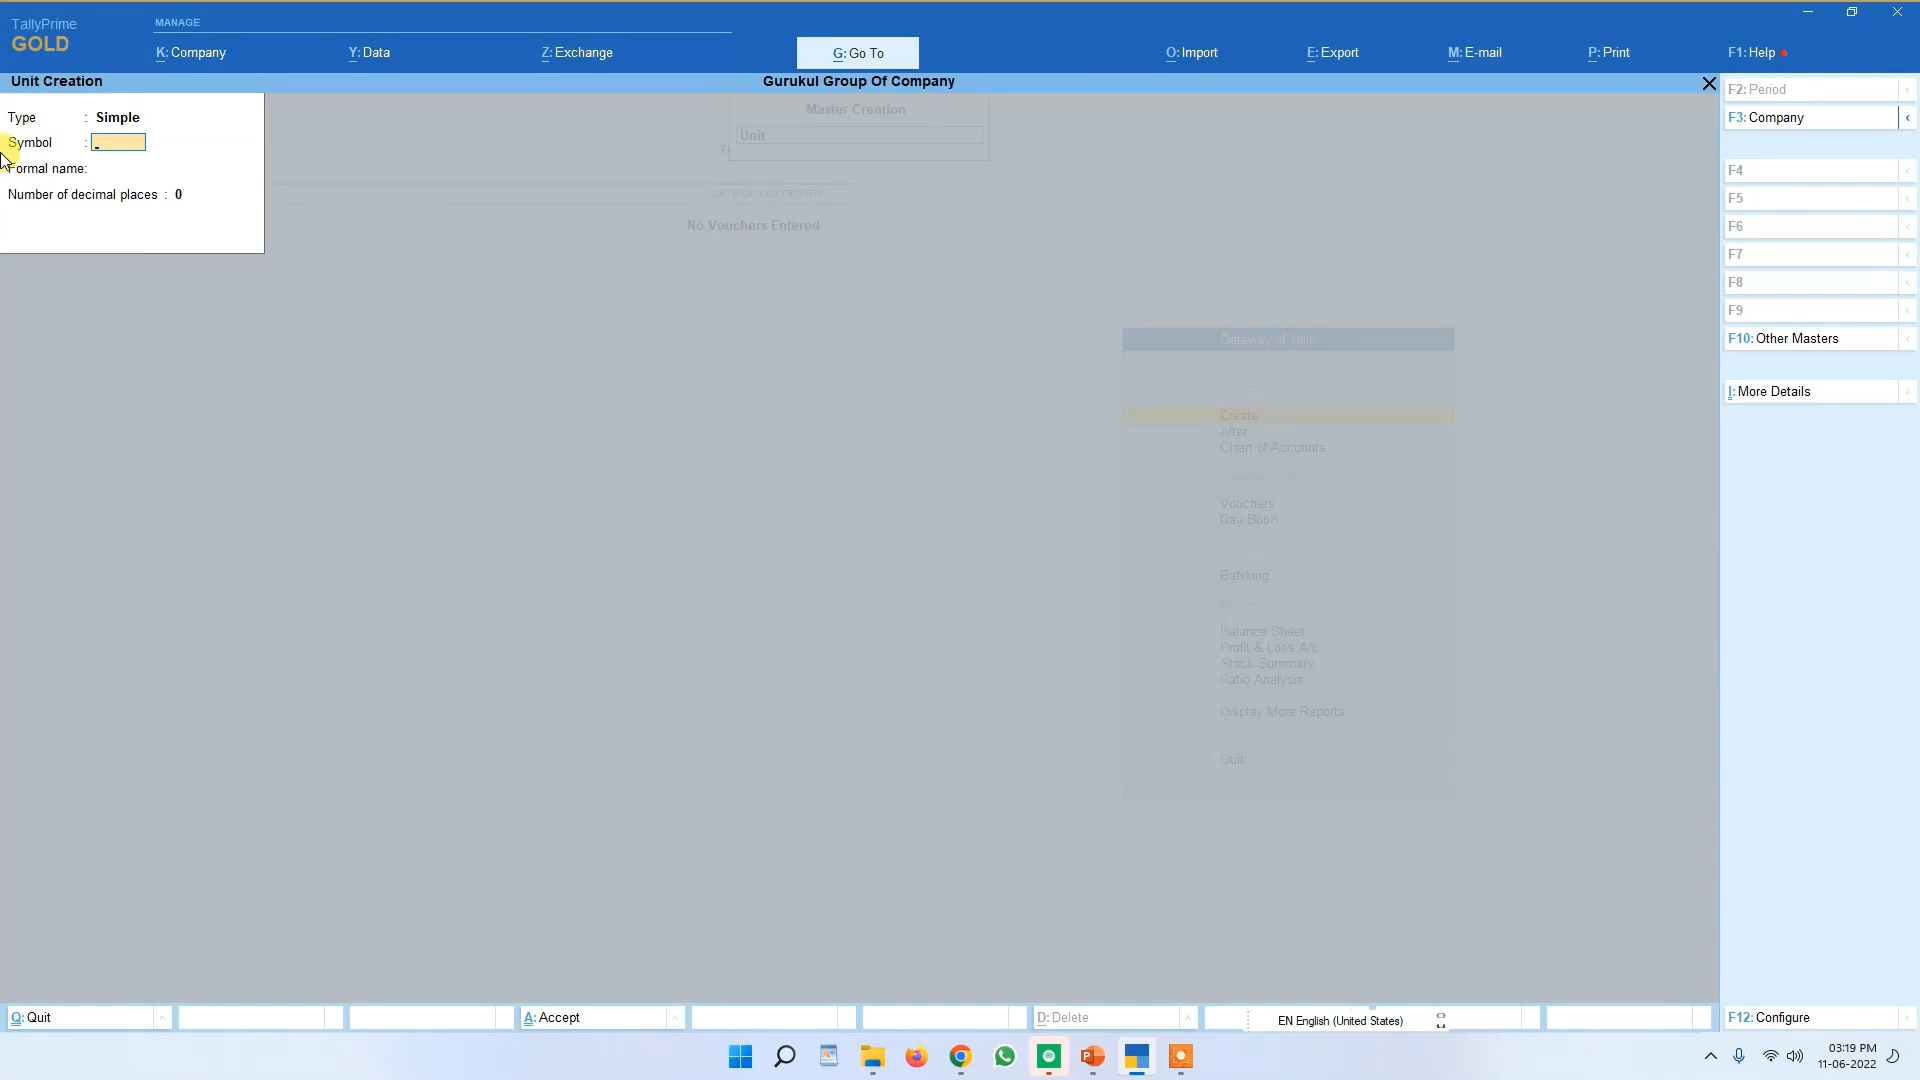 TallyPrime
GOLD
MANAGE
K: Company
Y: Data
Z: Exchange
G: Go To
O: Import
E: Export
M: E-mail
P: Print
F1: Help
Unit Creation
Gurukul Group Of Company
Type : Simple
Symbol :
Formal name:
Number of decimal places : 0
Master Creation
Unit
DATE OF LAST ENTRY
No Vouchers Entered
Gateway of Tally
Create
Alter
CHart of Accounts
Vouchers
Day BooK
BaNking
Balance Sheet
Profit & Loss A/c
Stock Summary
Ratio Analysis
Display More Reports
Quit
F2: Period
F3: Company
F4
F5
F6
F7
F8
F9
F10: Other Masters
I: More Details
F12: Configure
Q: Quit
A: Accept
D: Delete
EN English (United States)
03:19 PM
11-06-2022